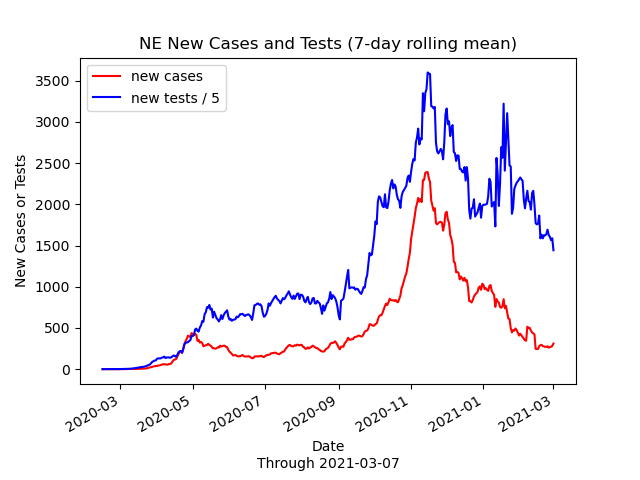 NE New Cases and Tests (7-day rolling mean)
new cases
new tests / 5
New Cases or Tests
3500
3000
2500
2000
1500
1000
500
0
2020-03
2020-05
2020-07
2020-09
2020-11
2021-01
2021-03
Date
Through 2021-03-07